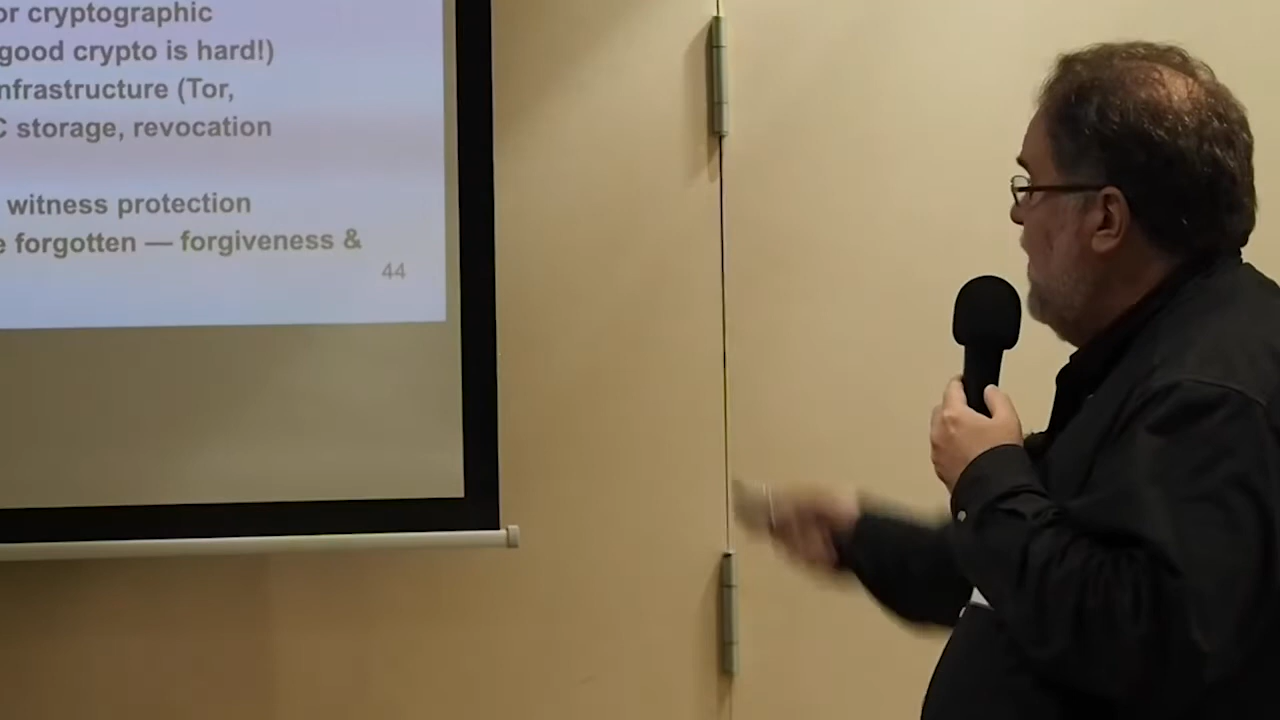 or cryptographic
good crypto is hard!)
nfrastructure (Tor,
C storage, revocation
witness protection
e forgotten — forgiveness &
44